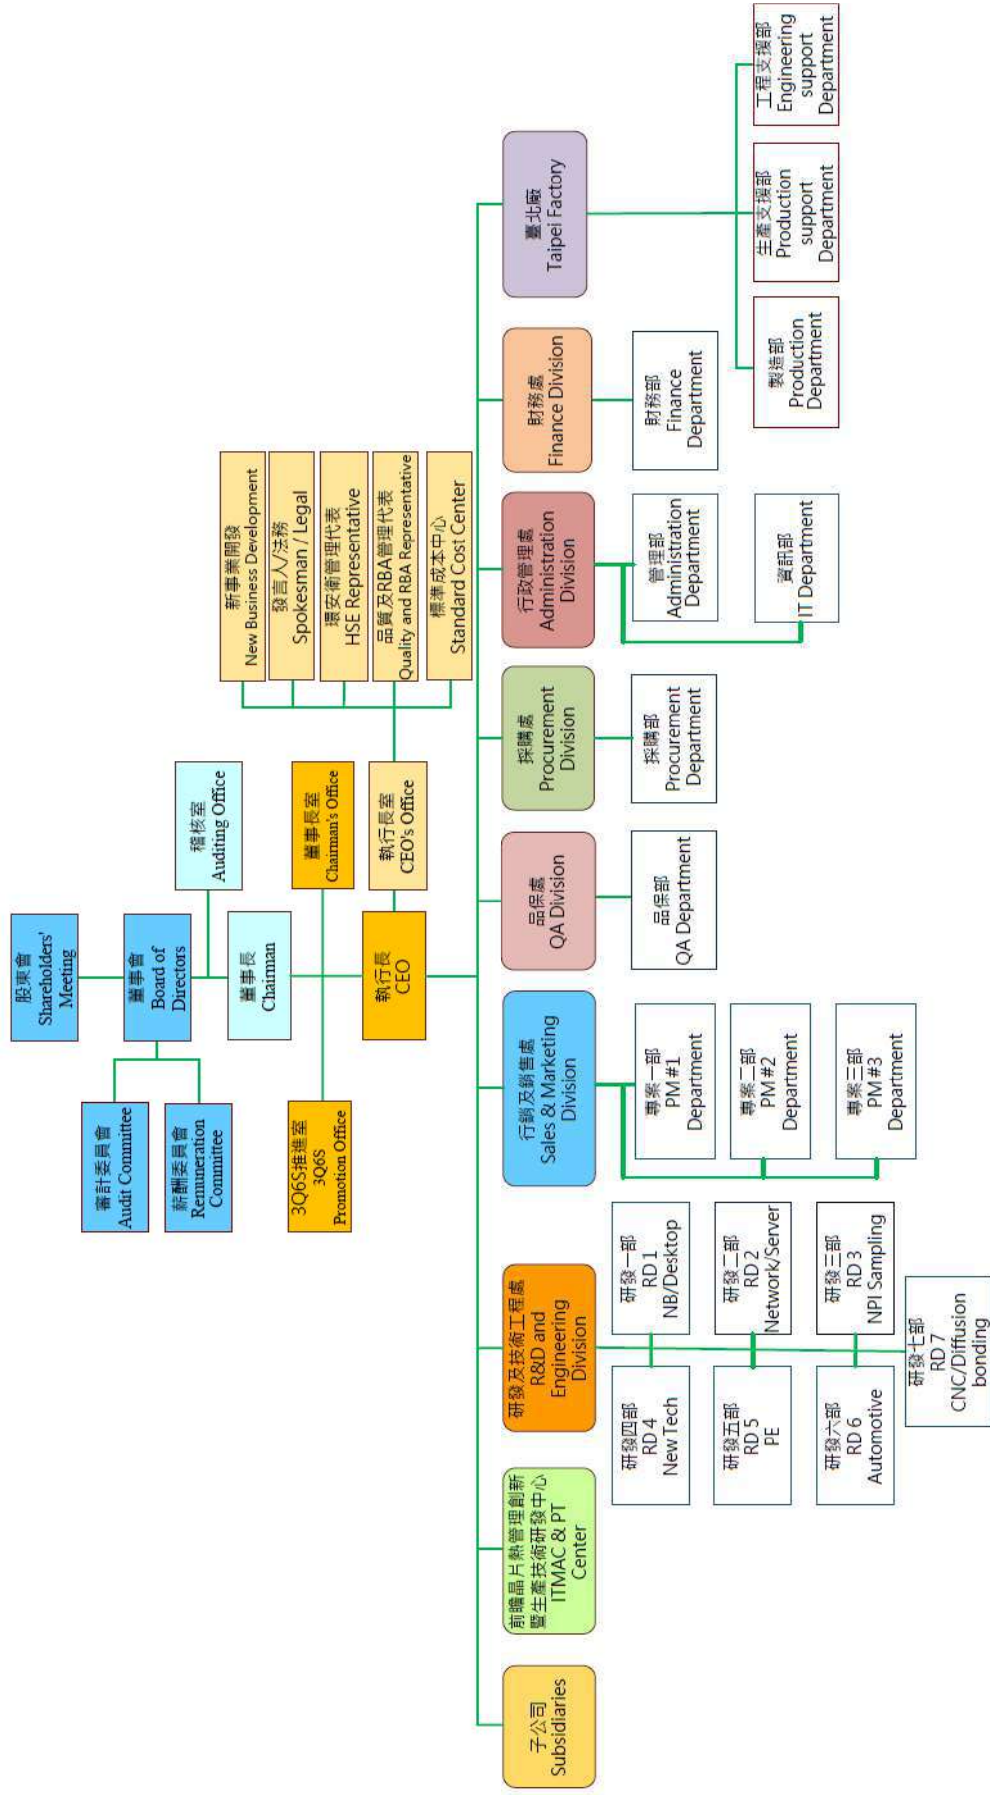 股東會
Shareholders'
Meeting
董事會
Board of
Directors
審計委員會
Audit Committee
薪酬委員會
Remuneration
Committee
稽核室
Auditing Office
董事長
Chairman
3Q6S推進室
3Q6S
Promotion Office
董事長室
Chairman's Office
執行長
CEO
執行長室
CEO's Office
新事業開發
New Business Development
發言人/法務
Spokesman / Legal
環安衛管理代表
HSE Representative
品質及RBA管理代表
Quality and RBA Representative
標準成本中心
Standard Cost Center
子公司
Subsidiaries
前瞻晶片熱管理創新
暨生產技術研發中心
ITMAC & PT
Center
研發及技術工程處
R&D and
Engineering
Division
行銷及銷售處
Sales & Marketing
Division
品保處
QA Division
採購處
Procurement
Division
行政管理處
Administration
Division
財務處
Finance Division
臺北廠
Taipei Factory
研發四部
RD 4
NewTech
研發一部
RD 1
NB/Desktop
研發五部
RD 5
PE
研發二部
RD 2
Network/Server
研發六部
RD 6
Automotive
研發三部
RD 3
NPI Sampling
研發七部
RD 7
CNC/Diffusion
bonding
專案一部
PM #1
Department
專案二部
PM #2
Department
專案三部
PM #3
Department
品保部
QA Department
採購部
Procurement
Department
管理部
Administration
Department
資訊部
IT Department
財務部
Finance
Department
製造部
Production
Department
生產支援部
Production
support
Department
工程支援部
Engineering
support
Department